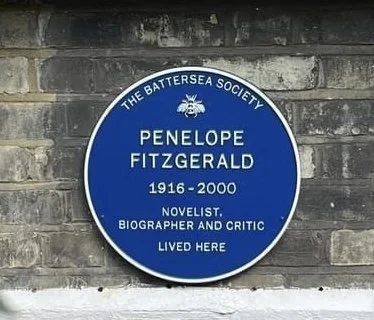 THE BATTERSEA SOCIETY
PENELOPE
FITZGERALD
1916-2000
NOVELIST,
BIOGRAPHER AND CRITIC
LIVED HERE